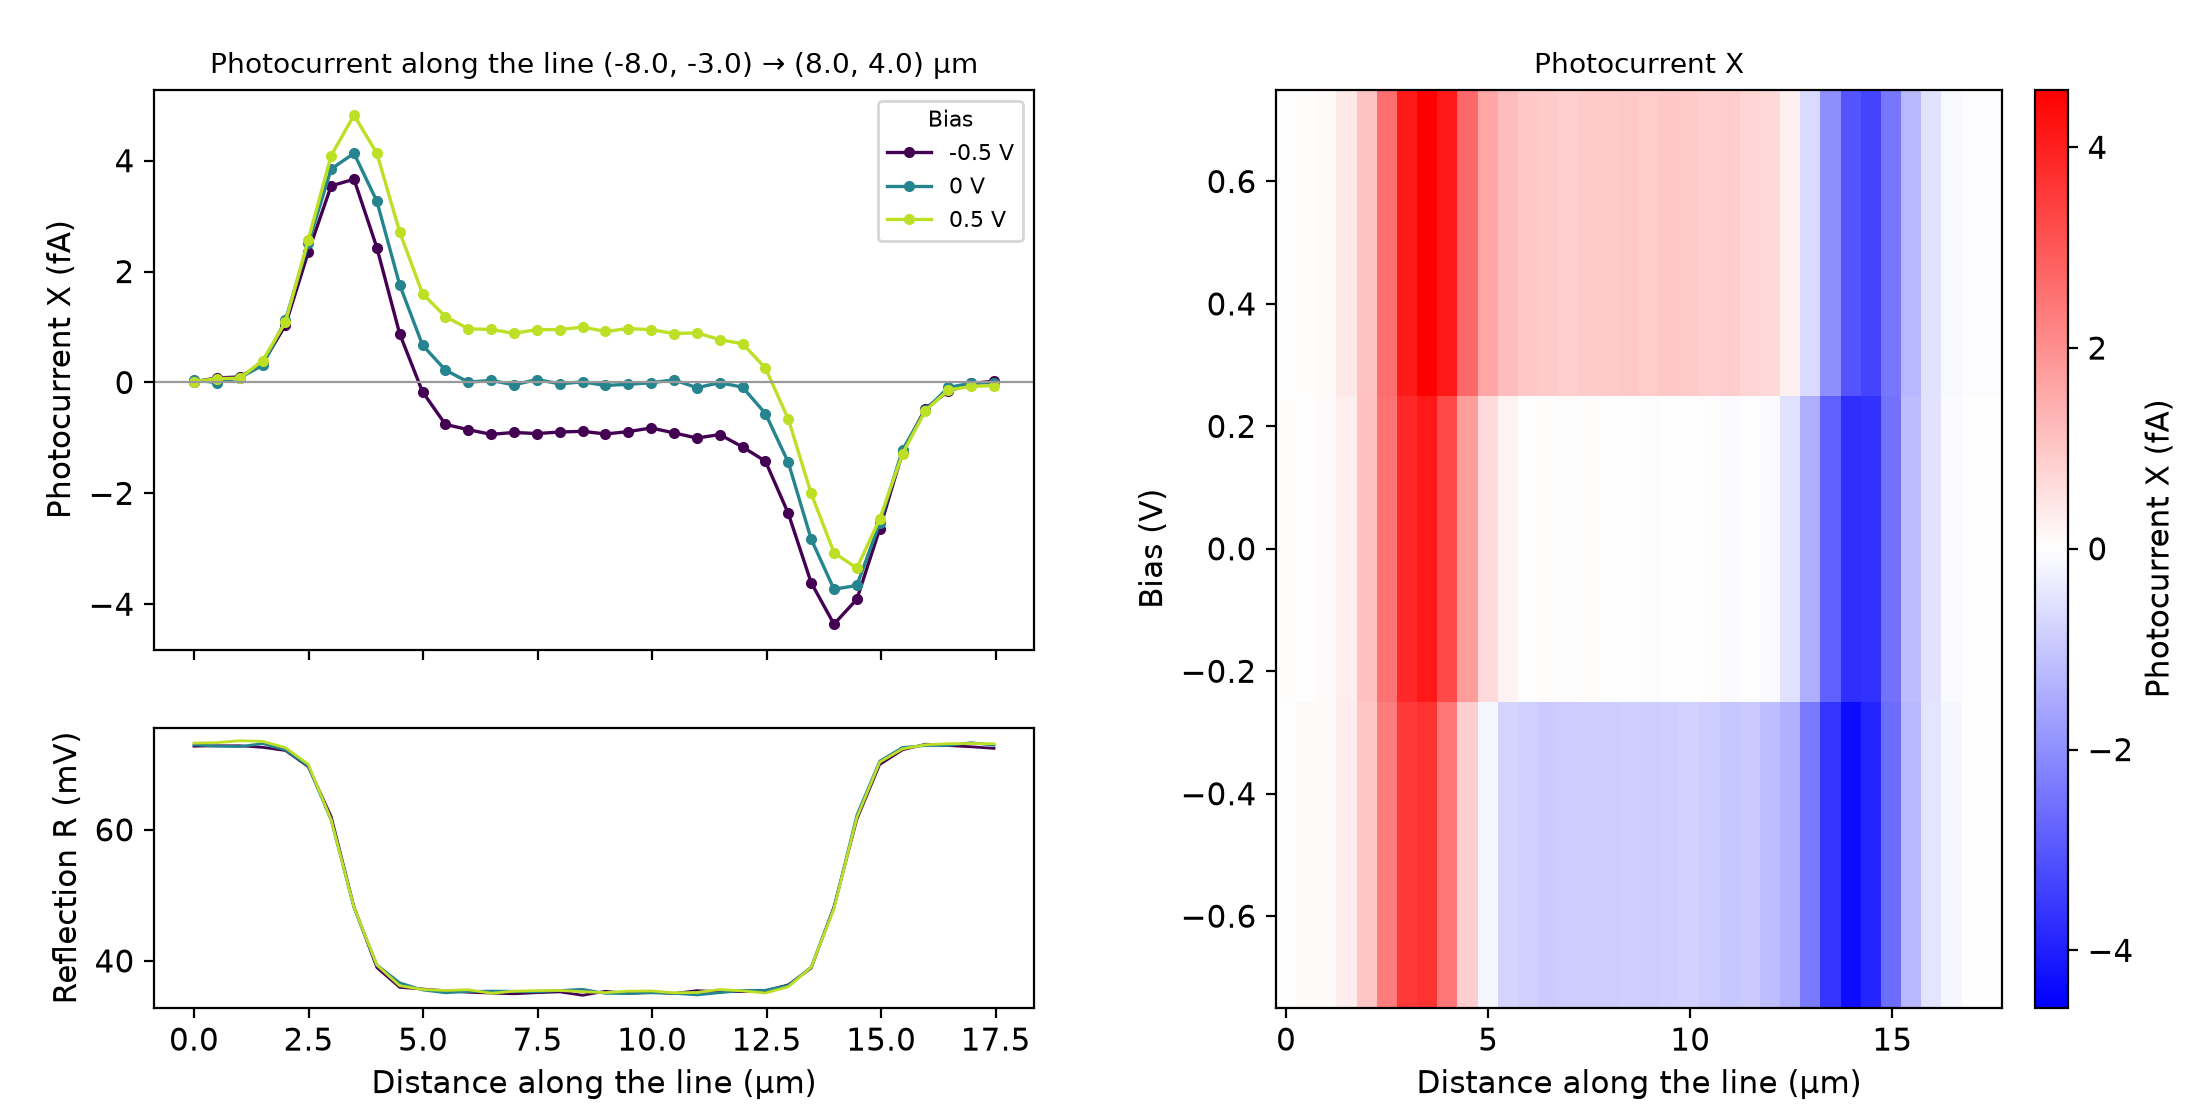 Photocurrent along the line (-8.0, -3.0) → (8.0, 4.0) µm
Photocurrent X (fA)
4
2
0
−2
−4
Bias
-0.5 V
0 V
0.5 V
Reflection R (mV)
60
40
0.0 2.5 5.0 7.5 10.0 12.5 15.0 17.5
Distance along the line (µm)
Photocurrent X
Bias (V)
0.6
0.4
0.2
0.0
−0.2
−0.4
−0.6
0 5 10 15
Distance along the line (µm)
4
2
0
−2
−4
Photocurrent X (fA)